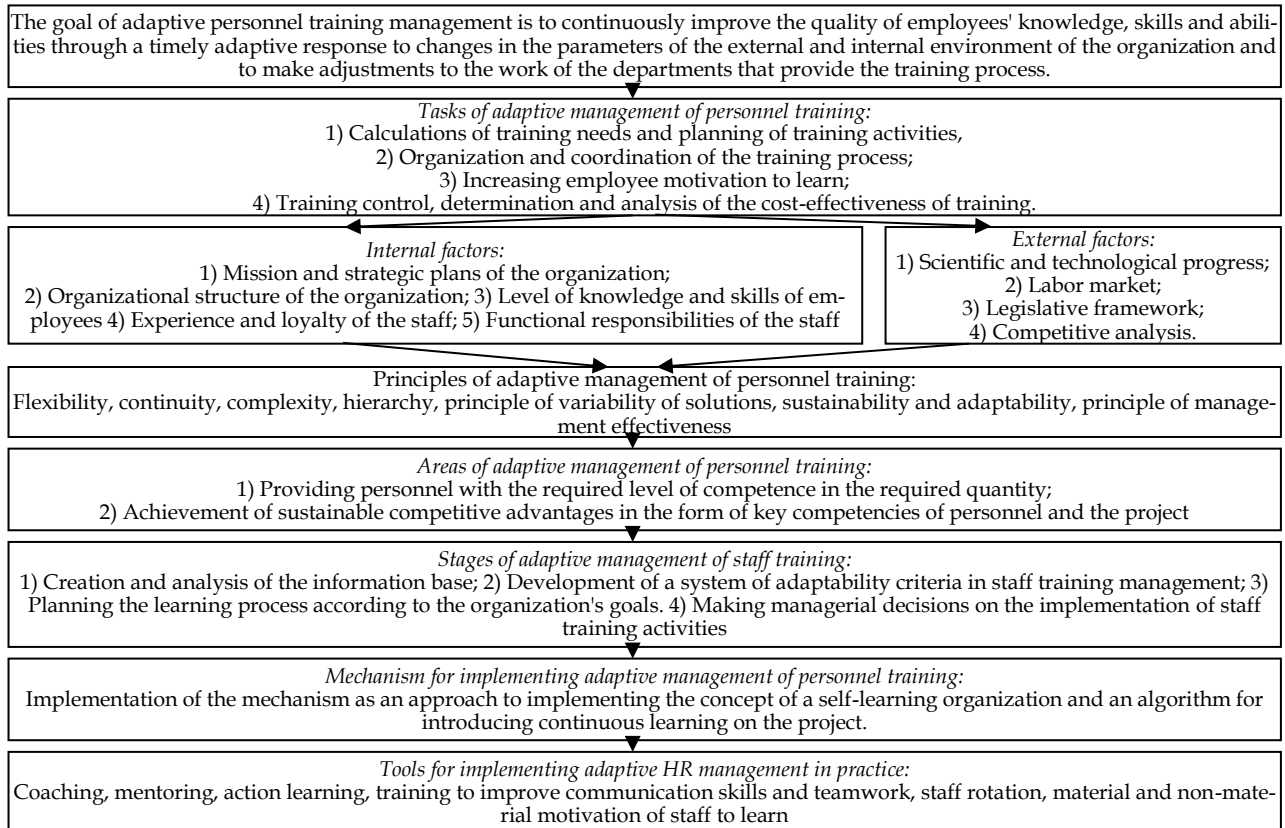 The goal of adaptive personnel training management is to continuously improve the quality of employees' knowledge, skills and abili-
ties through a timely adaptive response to changes in the parameters of the external and internal environment of the organization and
to make adjustments to the work of the departments that provide the training process.
Tasks of adaptive management of personnel training:
1) Calculations of training needs and planning of training activities,
2) Organization and coordination of the training process;
3) Increasing employee motivation to learn;
4) Training control, determination and analysis of the cost-effectiveness of training.
Internal factors:
1) Mission and strategic plans of the organization;
2) Organizational structure of the organization; 3) Level of knowledge and skills of em-
ployees 4) Experience and loyalty of the staff; 5) Functional responsibilities of the staff
External factors:
1) Scientific and technological progress;
2) Labor market;
3) Legislative framework;
4) Competitive analysis.
Principles of adaptive management of personnel training:
Flexibility, continuity, complexity, hierarchy, principle of variability of solutions, sustainability and adaptability, principle of manage-
ment effectiveness
Areas of adaptive management of personnel training:
1) Providing personnel with the required level of competence in the required quantity;
2) Achievement of sustainable competitive advantages in the form of key competencies of personnel and the project
Stages of adaptive management of staff training:
1) Creation and analysis of the information base; 2) Development of a system of adaptability criteria in staff training management; 3)
Planning the learning process according to the organization's goals. 4) Making managerial decisions on the implementation of staff
training activities
Mechanism for implementing adaptive management of personnel training:
Implementation of the mechanism as an approach to implementing the concept of a self-learning organization and an algorithm for
introducing continuous learning on the project.
Tools for implementing adaptive HR management in practice:
Coaching, mentoring, action learning, training to improve communication skills and teamwork, staff rotation, material and non-mate-
rial motivation of staff to learn